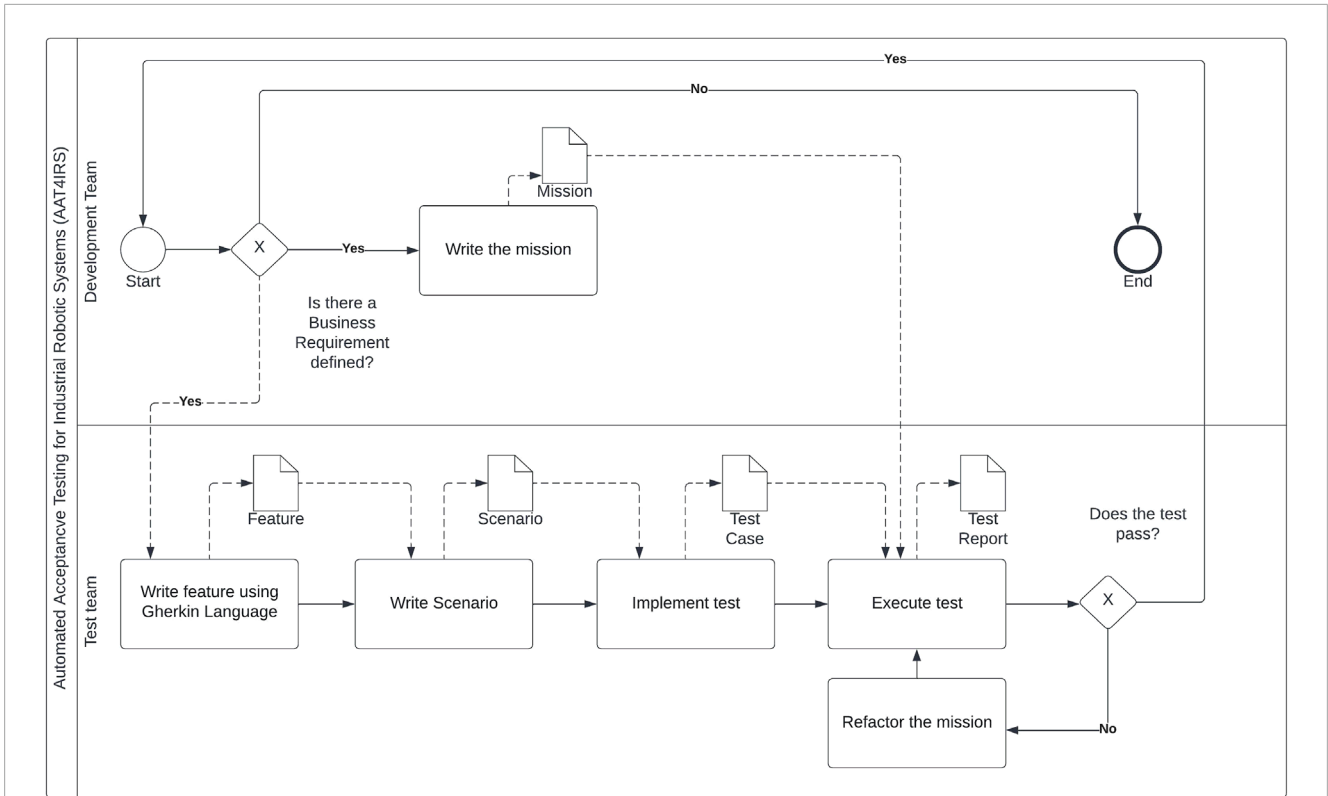 Automated Acceptancve Testing for Industrial Robotic Systems (AAT4IRS)
Development Team
Yes
No
Mission
X
Yes
Write the mission
Start
End
Is there a
Business
Requirement
defined?
Yes
Test team
Feature
Scenario
Test
Case
Test
Report
Does the test
pass?
Write feature using
Gherkin Language
Write Scenario
Implement test
Execute test
X
Refactor the mission
No